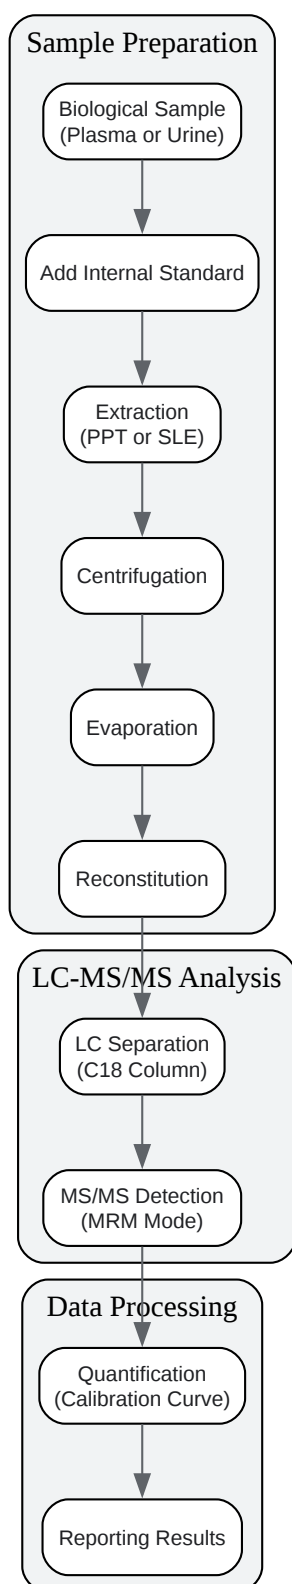 Sample Preparation
Biological Sample
(Plasma or Urine)
Add Internal Standard
Extraction
(PPT or SLE)
Centrifugation
Evaporation
Reconstitution
LC-MS/MS Analysis
LC Separation
(C18 Column)
MS/MS Detection
(MRM Mode)
Data Processing
Quantification
(Calibration Curve)
Reporting Results